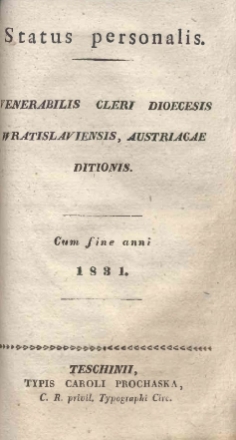 Status personalis.
VENERABILIS CLERI DIOECESIS
WRATISLAVIENSIS, AUSTRIACAE
DITIONIS.
Cum fine anni
1831.
TESCHINII,
TYPIS CAROLI PROCHASKA,
C. R. privil. Typographi Circ.